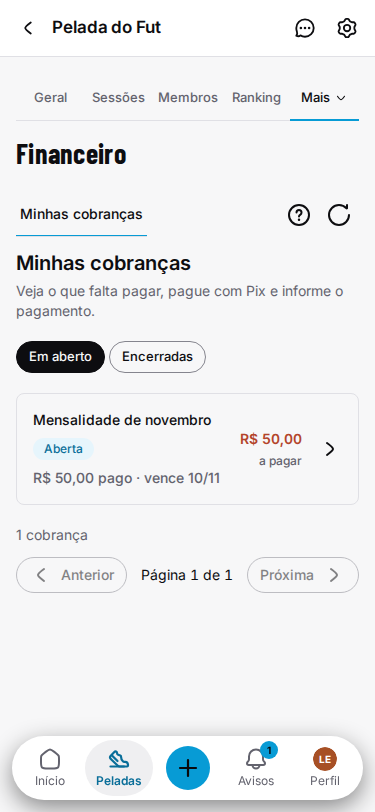 Pelada do Fut
Geral Sessões Membros Ranking Mais
Financeiro
Minhas cobranças
Minhas cobranças
Veja o que falta pagar, pague com Pix e informe o
pagamento.
Em aberto Encerradas
Mensalidade de novembro
Aberta
R$ 50,00 pago · vence 10/11
R$ 50,00
a pagar
1 cobrança
Anterior Página 1 de 1 Próxima
1
LE
Início Peladas Avisos Perfil